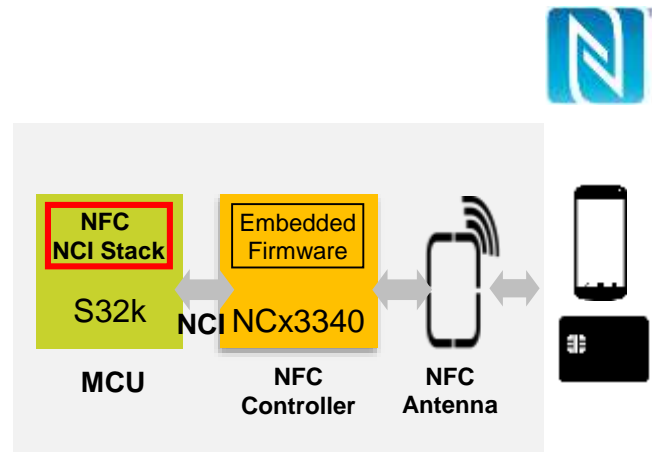 NFC
NCI Stack
S32k
MCU
NCI
Embedded
Firmware
NCx3340
NFC
Controller
NFC
Antenna